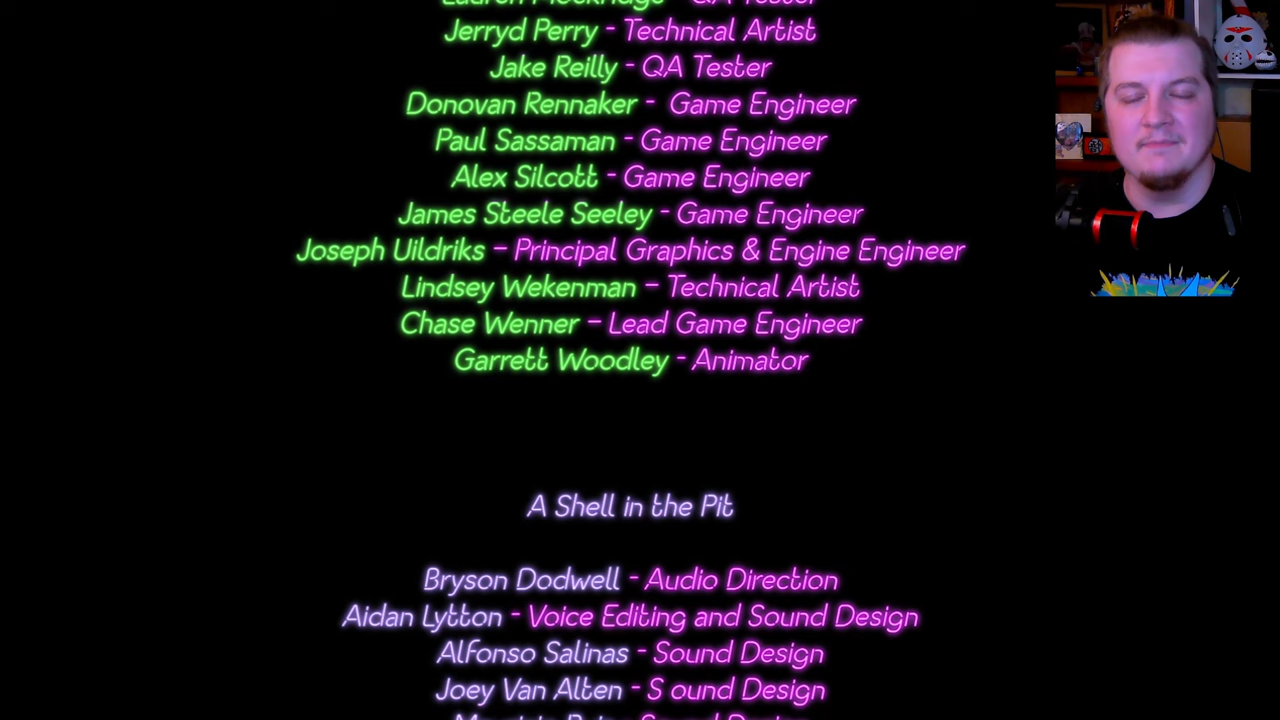 Jerryd Perry - Technical Artist
Jake Reilly - QA Tester
Donovan Rennaker - Game Engineer
Paul Sassaman - Game Engineer
Alex Silcott - Game Engineer
James Steele Seeley - Game Engineer
Joseph Uildriks – Principal Graphics & Engine Engineer
Lindsey Wekenman – Technical Artist
Chase Wenner – Lead Game Engineer
Garrett Woodley - Animator
A Shell in the Pit
Bryson Dodwell - Audio Direction
Aidan Lytton - Voice Editing and Sound Design
Alfonso Salinas - Sound Design
Joey Van Alten - S ound Design